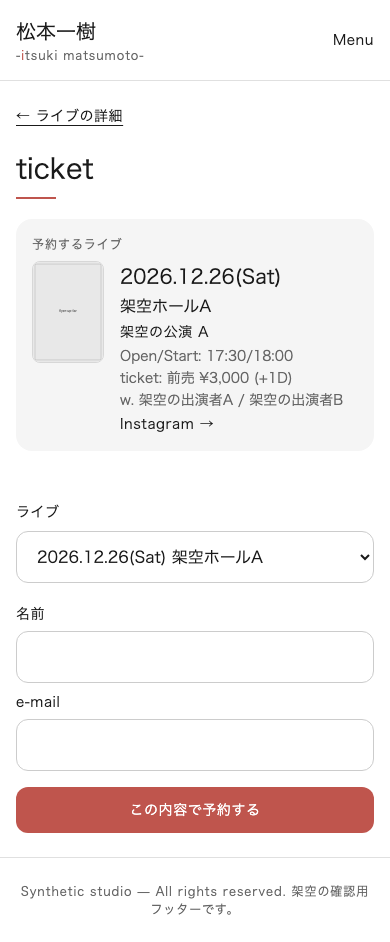 松本一樹
-itsuki matsumoto-
Menu
← ライブの詳細
ticket
予約するライブ
2026.12.26(Sat)
架空ホールA
架空の公演 A
Open/Start: 17:30/18:00
ticket: 前売 ¥3,000 (+1D)
w. 架空の出演者A / 架空の出演者B
Instagram →
ライブ
2026.12.26(Sat) 架空ホールA
名前
e-mail
この内容で予約する
Synthetic studio — All rights reserved. 架空の確認用
フッターです。